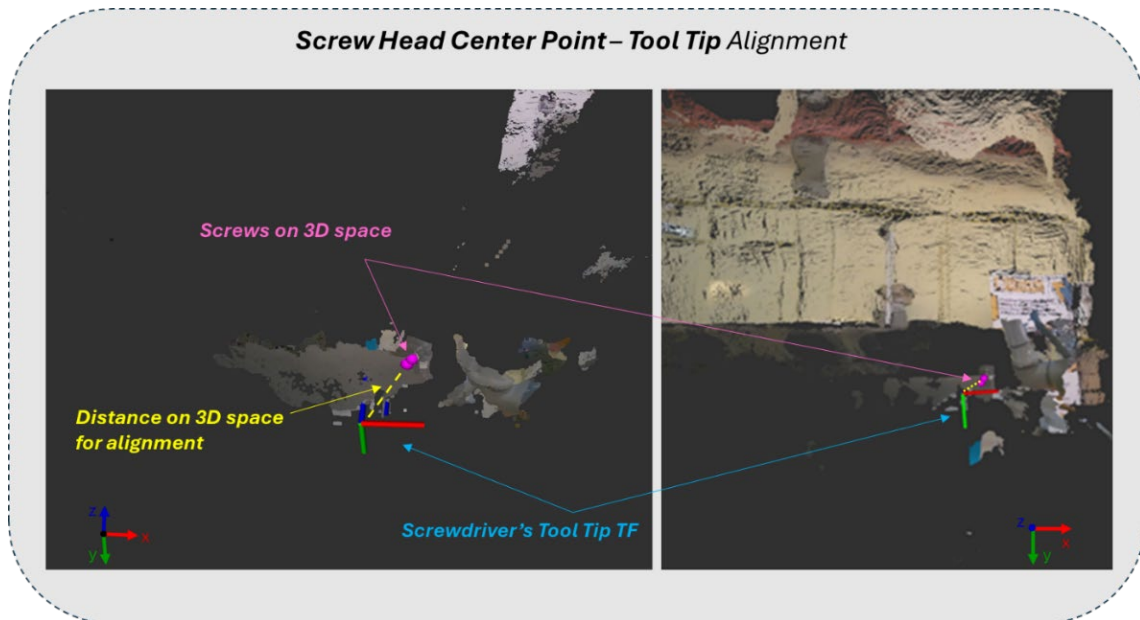 Screw Head Center Point – Tool Tip Alignment
Screws on 3D space
Distance on 3D space
for alignment
Screwdriver's Tool Tip TF
z
x
y
z
x
y